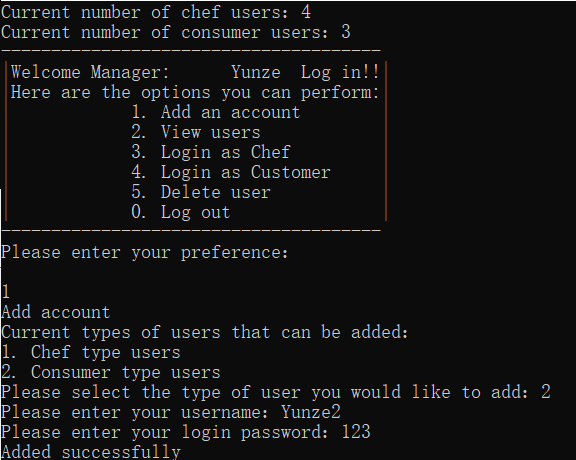 Current number of chef users: 4
Current number of consumer users: 3
--------------------------------------
|Welcome Manager:      Yunze  Log in!!|
|Here are the options you can perform:|
|            1. Add an account        |
|            2. View users            |
|            3. Login as Chef         |
|            4. Login as Customer     |
|            5. Delete user           |
|            0. Log out               |
--------------------------------------
Please enter your preference:
1
Add account
Current types of users that can be added:
1. Chef type users
2. Consumer type users
Please select the type of user you would like to add: 2
Please enter your username: Yunze2
Please enter your login password: 123
Added successfully